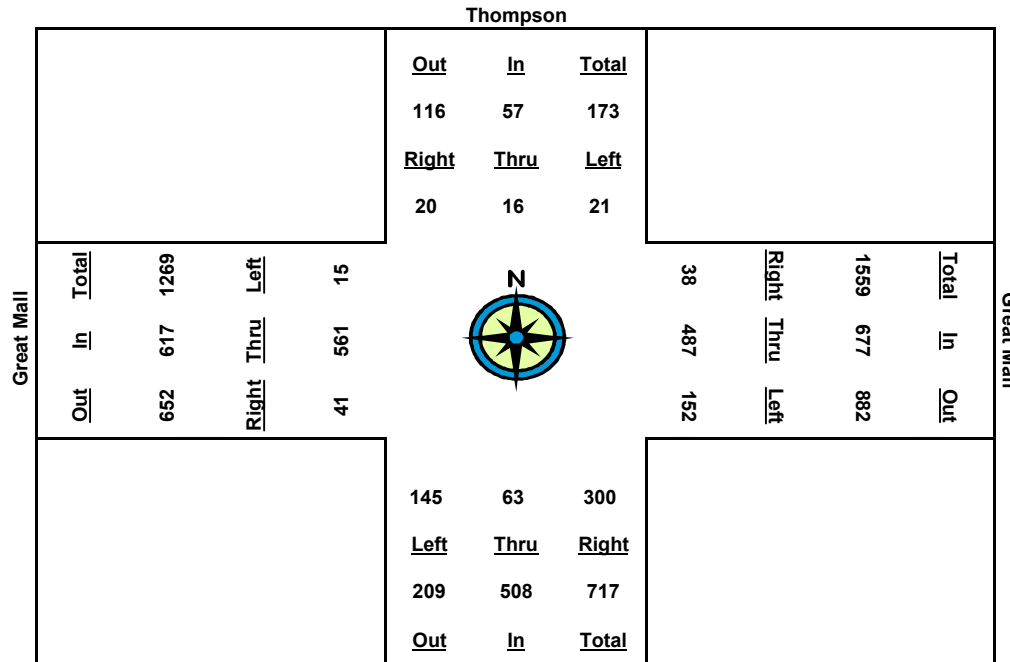 Thompson
Out In Total
116 57 173
Right Thru Left
20 16 21
Great Mall
Total 1269 Left 15
In 617 Thru 561
Out 652 Right 41
N
38 Right 1559 Total
487 Thru 677 In
152 Left 882 Out
Great Mall
145 63 300
Left Thru Right
209 508 717
Out In Total